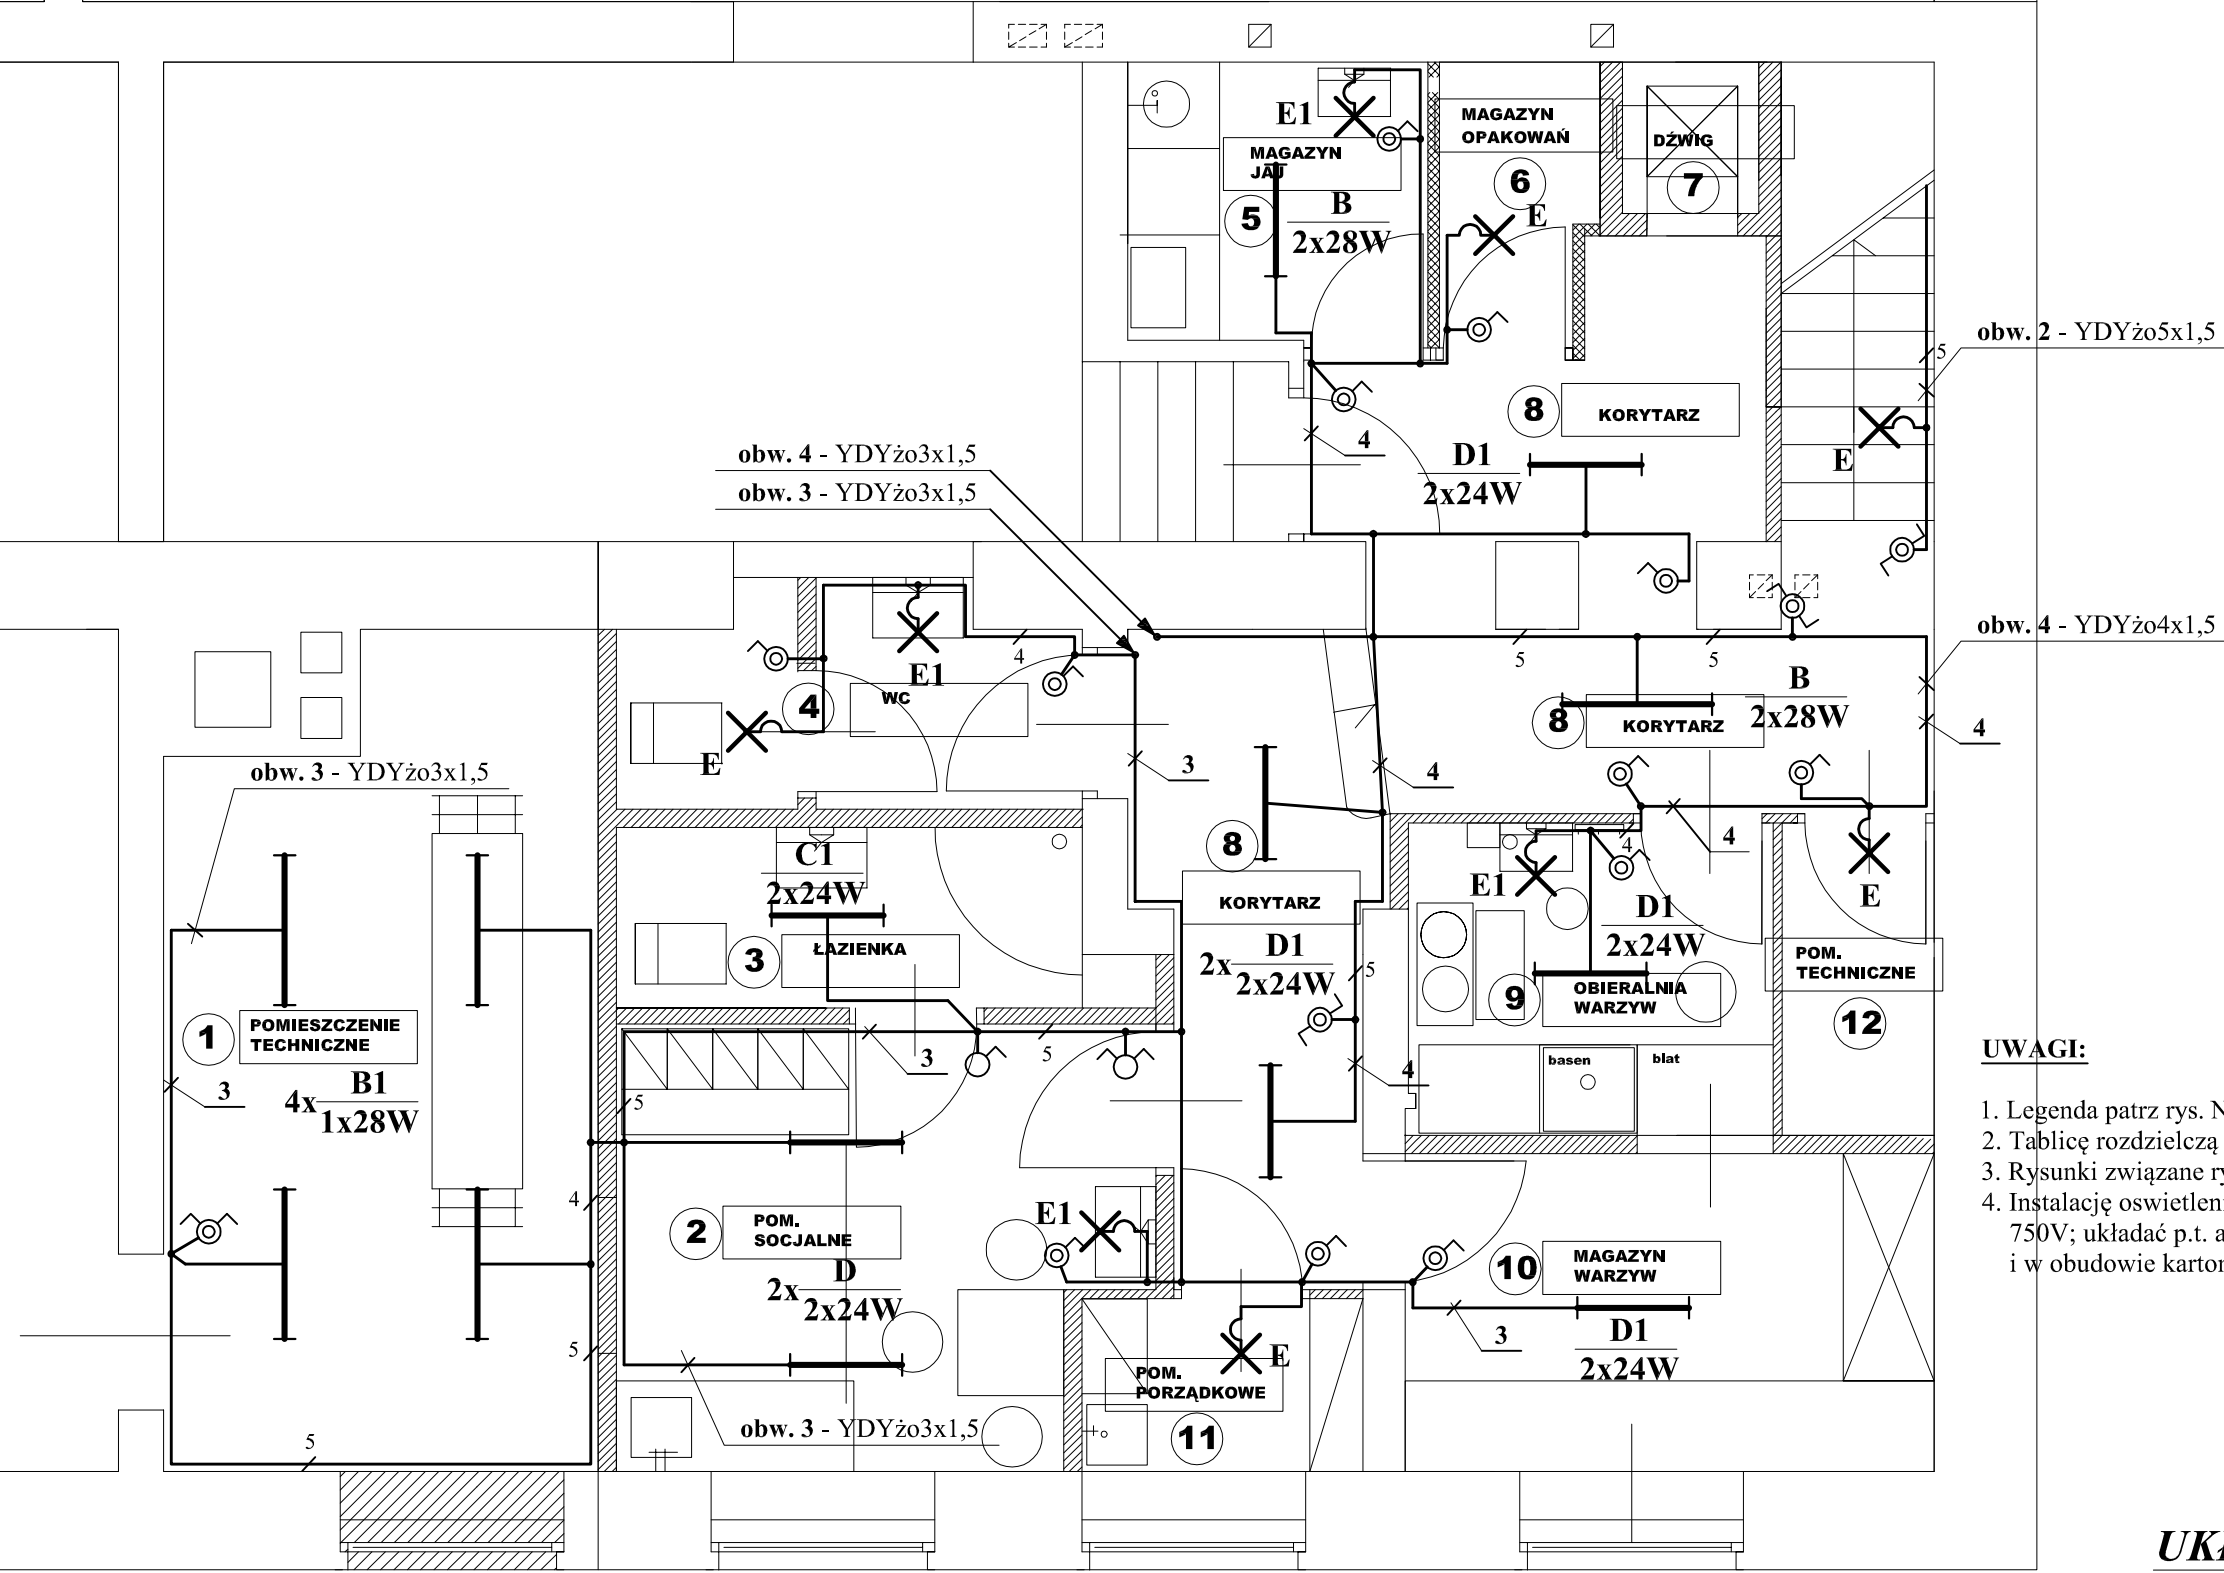 E1
MAGAZYN
OPAKOWAŃ
DŹWIG
MAGAZYN
JAJ
6
7
5
B
2x28W
E
obw. 2 - YDYżo5x1,5
5
8
KORYTARZ
4
D1
2x24W
E
obw. 4 - YDYżo3x1,5
obw. 3 - YDYżo3x1,5
obw. 4 - YDYżo4x1,5
4
5
5
E1
WC
4
E
B
2x28W
8
KORYTARZ
4
3
4
obw. 3 - YDYżo3x1,5
C1
2x24W
3
ŁAZIENKA
8
KORYTARZ
2x
D1
2x24W
5
4
4
E1
D1
2x24W
E
9
OBIERALNIA
WARZYW
POM.
TECHNICZNE
12
1
POMIESZCZENIE
TECHNICZNE
3
4x
B1
1x28W
3
5
5
4
basen
blat
UWAGI:
1. Legenda patrz rys. N
2. Tablicę rozdzielczą
3. Rysunki związane ry
4. Instalację oswietleni
750V; układać p.t. a
i w obudowie karton
4
5
2
POM.
SOCJALNE
2x
D
2x24W
E1
10
MAGAZYN
WARZYW
3
D1
2x24W
E
POM.
PORZĄDKOWE
11
obw. 3 - YDYżo3x1,5
5